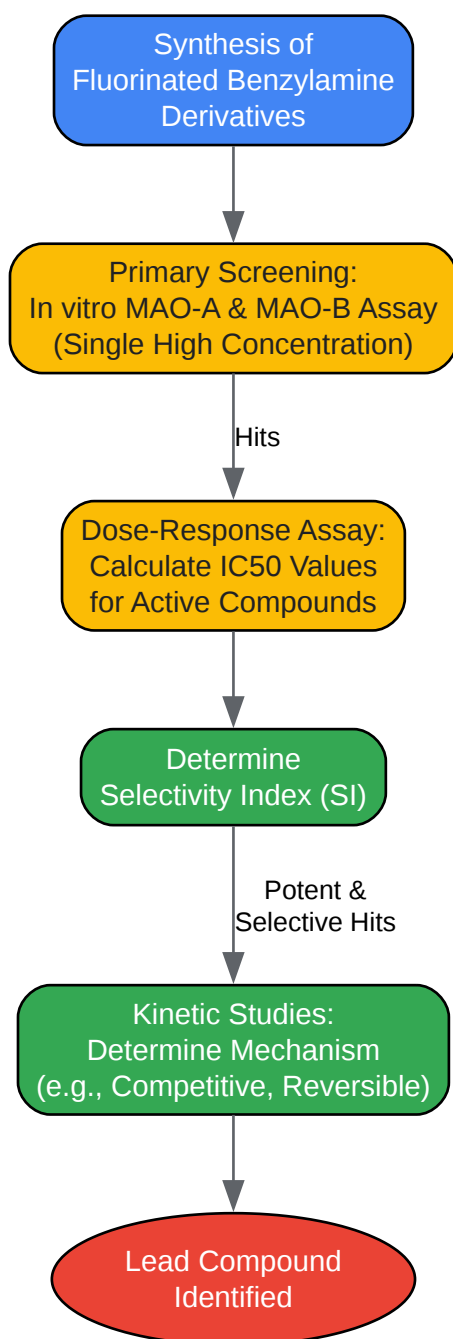 Synthesis of
Fluorinated Benzylamine
Derivatives
Primary Screening:
In vitro MAO-A & MAO-B Assay
(Single High Concentration)
Hits
Dose-Response Assay:
Calculate IC50 Values
for Active Compounds
Determine
Selectivity Index (SI)
Potent &
Selective Hits
Kinetic Studies:
Determine Mechanism
(e.g., Competitive, Reversible)
Lead Compound
Identified